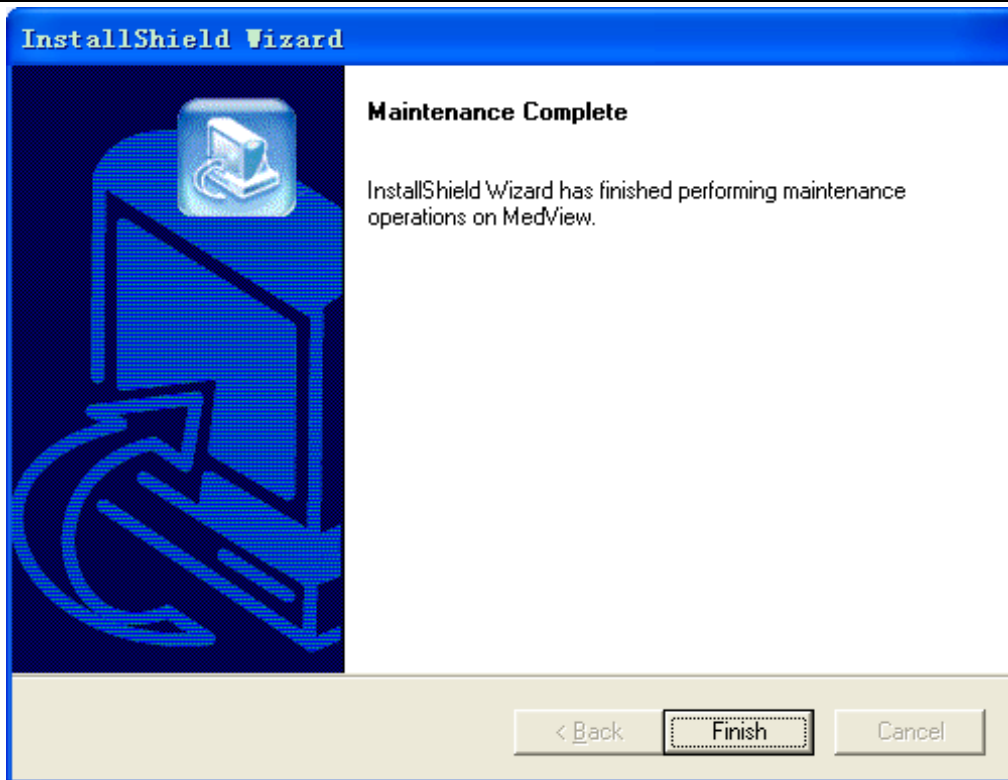 InstallShield Wizard
Maintenance Complete
InstallShield Wizard has finished performing maintenance
operations on MedView.
< Back Finish Cancel